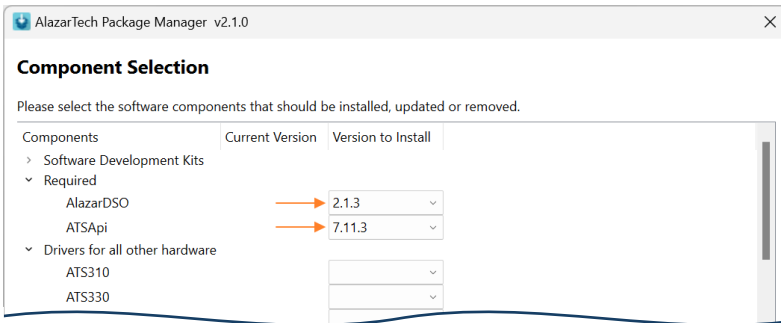 AlazarTech Package Manager v2.1.0
Component Selection
Please select the software components that should be installed, updated or removed.
Components Current Version Version to Install
Software Development Kits
Required
AlazarDSO 2.1.3
ATSApi 7.11.3
Drivers for all other hardware
ATS310
ATS330